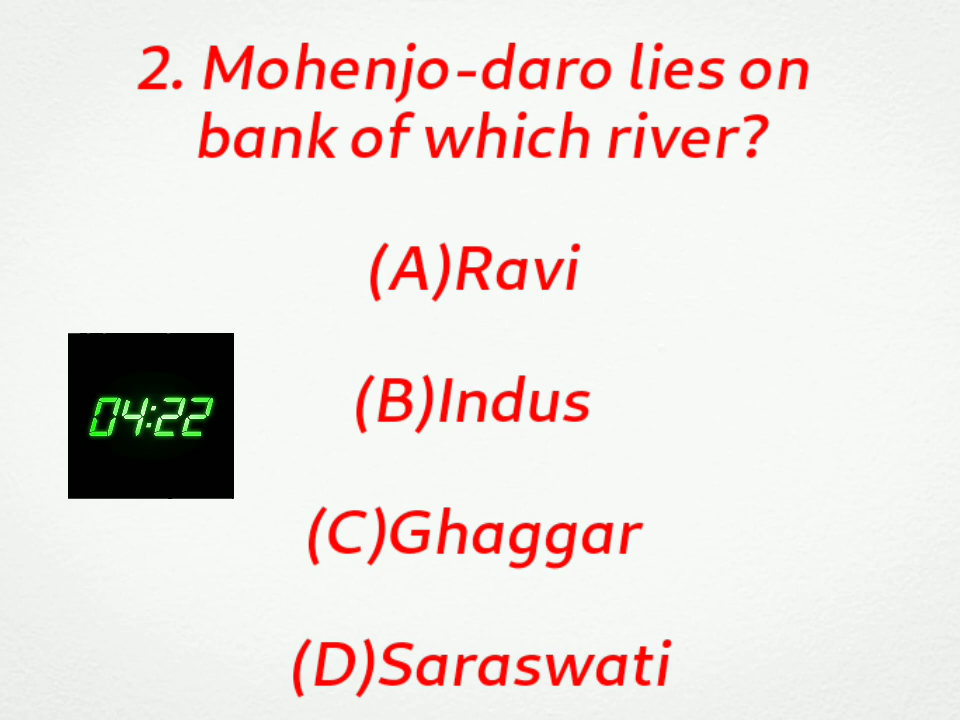 2. Mohenjo-daro lies on
bank of which river?
(A)Ravi
04:22
(B)Indus
(C)Ghaggar
(D)Saraswati